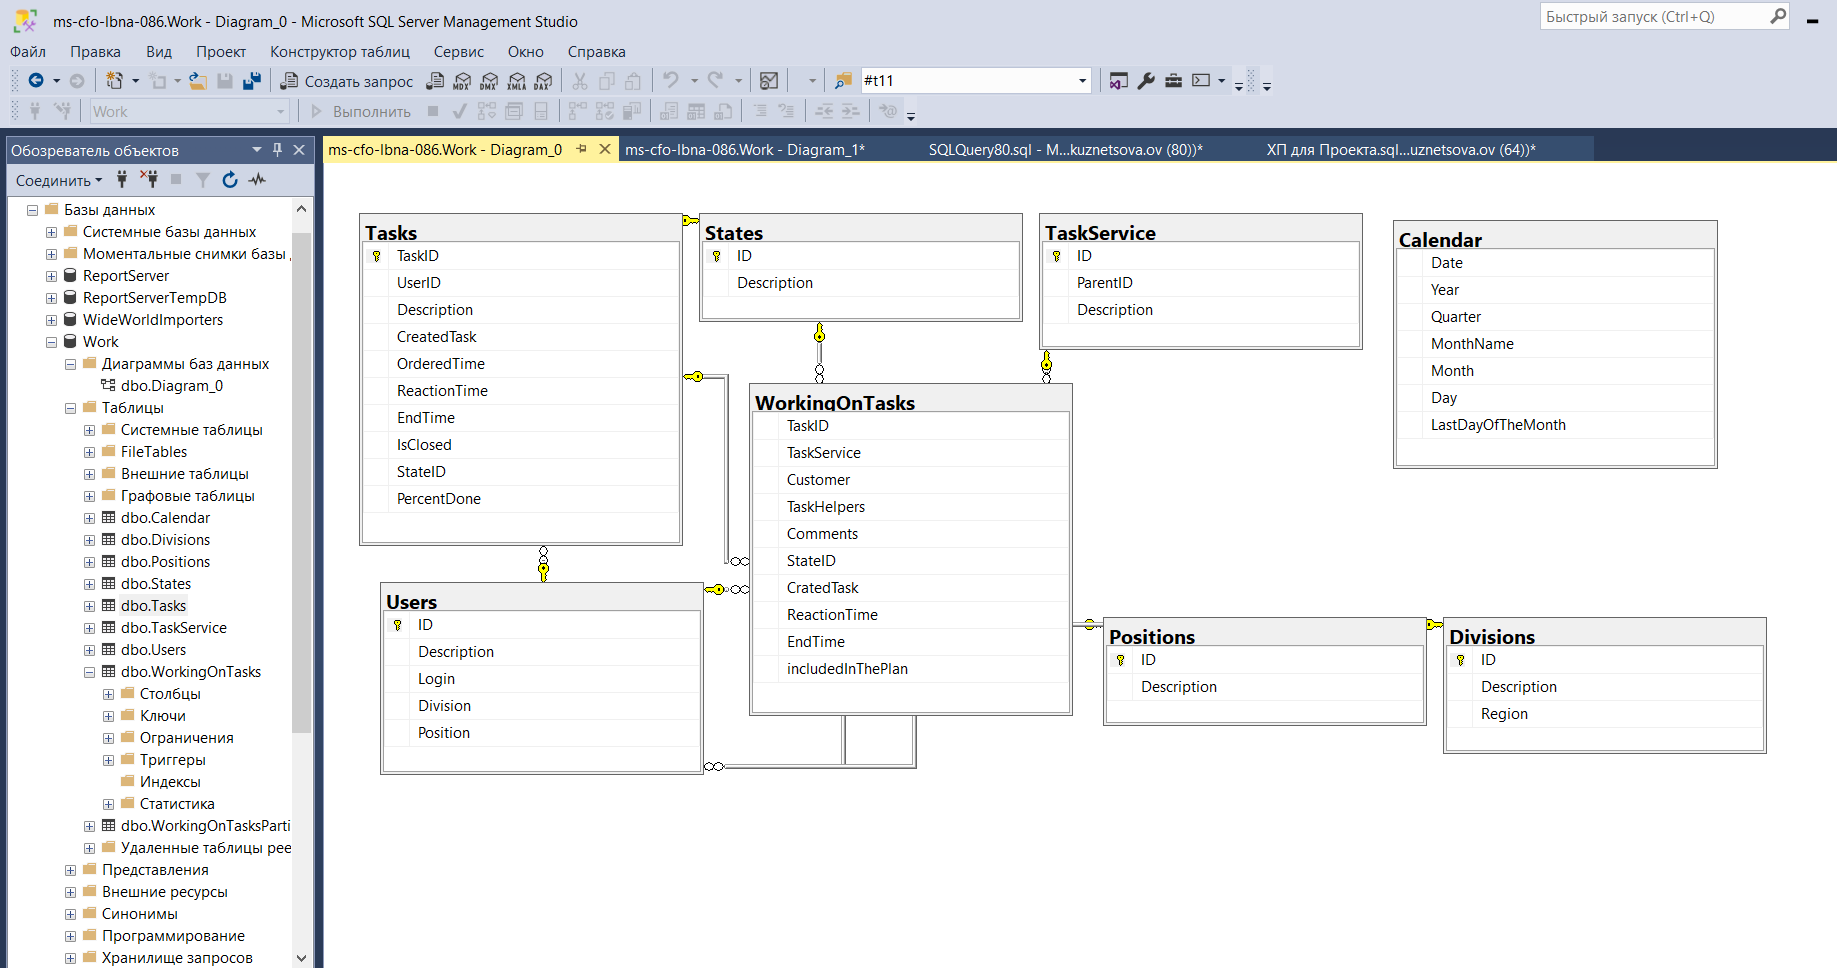 ms-cfo-lbna-086.Work - Diagram_0 - Microsoft SQL Server Management Studio
Быстрый запуск (Ctrl+Q)
Файл Правка Вид Проект Конструктор таблиц Сервис Окно Справка
Создать запрос MDX DMX XMLA DAX #t11
Work Выполнить
Обозреватель объектов
ms-cfo-lbna-086.Work - Diagram_0
ms-cfo-lbna-086.Work - Diagram_1*
SQLQuery80.sql - M...kuznetsova.ov (80))*
ХП для Проекта.sql...uznetsova.ov (64))*
Соединить
Базы данных
Системные базы данных
Моментальные снимки базы
ReportServer
ReportServerTempDB
WideWorldImporters
Work
Диаграммы баз данных
dbo.Diagram_0
Таблицы
Системные таблицы
FileTables
Внешние таблицы
Графовые таблицы
dbo.Calendar
dbo.Divisions
dbo.Positions
dbo.States
dbo.Tasks
dbo.TaskService
dbo.Users
dbo.WorkingOnTasks
Столбцы
Ключи
Ограничения
Триггеры
Индексы
Статистика
dbo.WorkingOnTasksParti
Удаленные таблицы рее
Представления
Внешние ресурсы
Синонимы
Программирование
Хранилище запросов
Tasks
TaskID
UserID
Description
CreatedTask
OrderedTime
ReactionTime
EndTime
IsClosed
StateID
PercentDone
States
ID
Description
TaskService
ID
ParentID
Description
Calendar
Date
Year
Quarter
MonthName
Month
Day
LastDayOfTheMonth
WorkingOnTasks
TaskID
TaskService
Customer
TaskHelpers
Comments
StateID
CratedTask
ReactionTime
EndTime
includedInThePlan
Users
ID
Description
Login
Division
Position
Positions
ID
Description
Divisions
ID
Description
Region